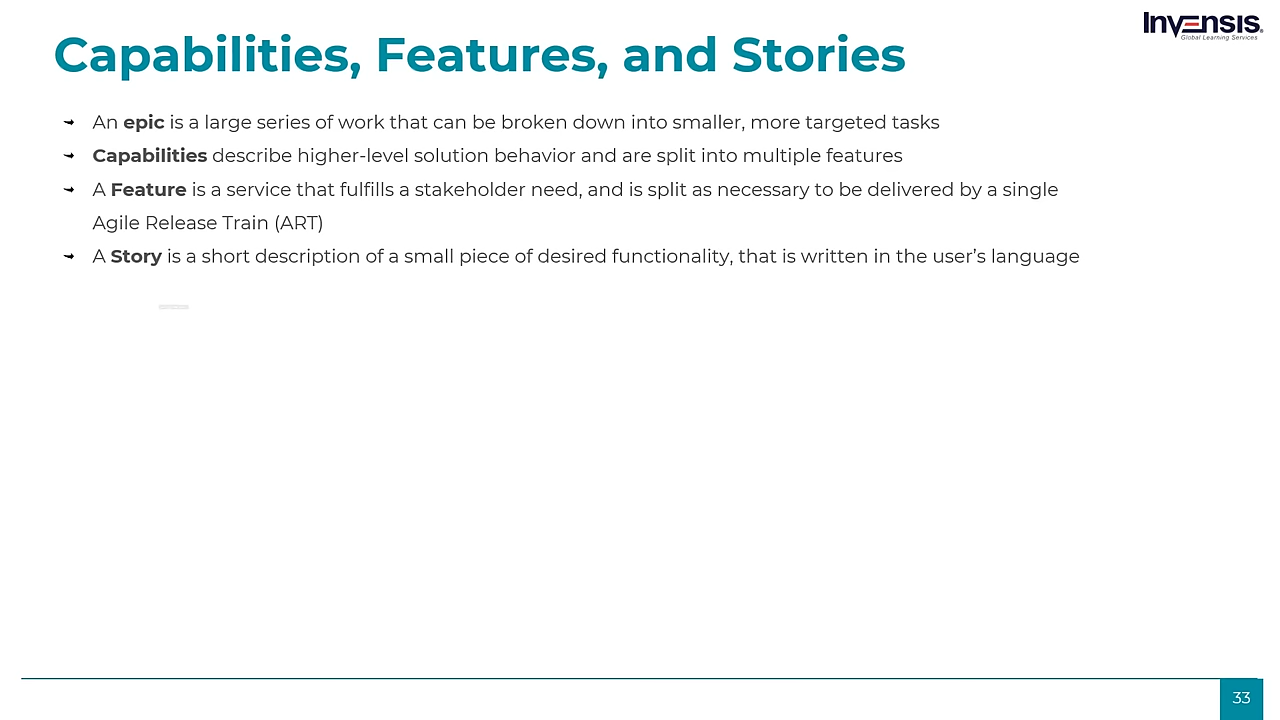 Invensis®
Global Learning Services
Capabilities, Features, and Stories
An epic is a large series of work that can be broken down into smaller, more targeted tasks
Capabilities describe higher-level solution behavior and are split into multiple features
A Feature is a service that fulfills a stakeholder need, and is split as necessary to be delivered by a single
Agile Release Train (ART)
A Story is a short description of a small piece of desired functionality, that is written in the user’s language
33